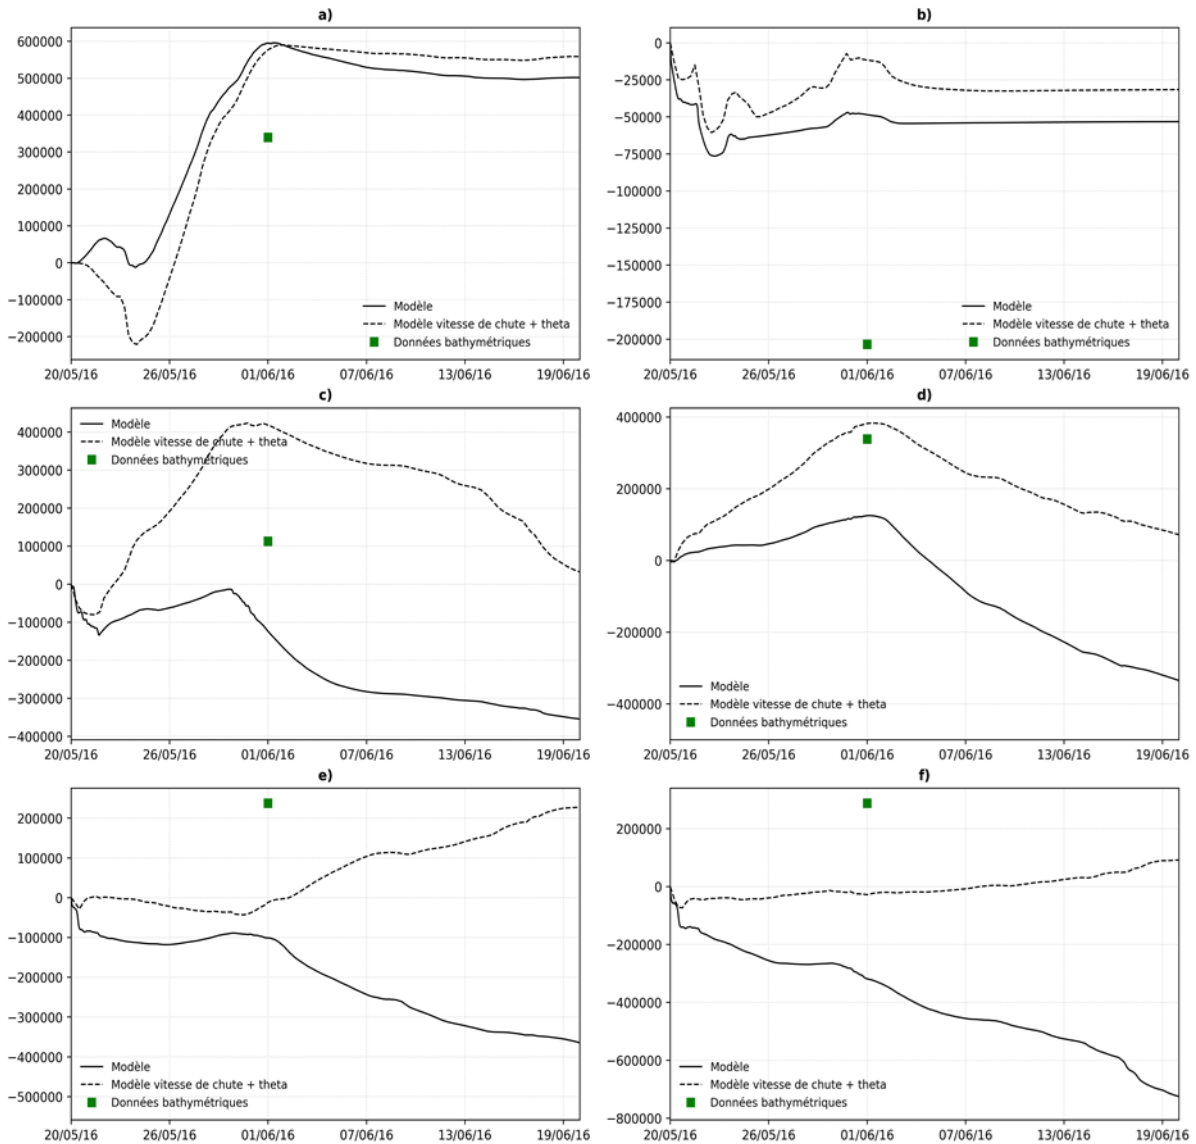 a)
600000
500000
400000
300000
200000
100000
0
−100000
−200000
Modèle
Modèle vitesse de chute + theta
Données bathymétriques
20/05/16 26/05/16 01/06/16 07/06/16 13/06/16 19/06/16
b)
0
−25000
−50000
−75000
−100000
−125000
−150000
−175000
−200000
Modèle
Modèle vitesse de chute + theta
Données bathymétriques
20/05/16 26/05/16 01/06/16 07/06/16 13/06/16 19/06/16
c)
400000
300000
200000
100000
0
−100000
−200000
−300000
−400000
Modèle
Modèle vitesse de chute + theta
Données bathymétriques
20/05/16 26/05/16 01/06/16 07/06/16 13/06/16 19/06/16
d)
400000
200000
0
−200000
−400000
Modèle
Modèle vitesse de chute + theta
Données bathymétriques
20/05/16 26/05/16 01/06/16 07/06/16 13/06/16 19/06/16
e)
200000
100000
0
−100000
−200000
−300000
−400000
−500000
Modèle
Modèle vitesse de chute + theta
Données bathymétriques
20/05/16 26/05/16 01/06/16 07/06/16 13/06/16 19/06/16
f)
200000
0
−200000
−400000
−600000
−800000
Modèle
Modèle vitesse de chute + theta
Données bathymétriques
20/05/16 26/05/16 01/06/16 07/06/16 13/06/16 19/06/16